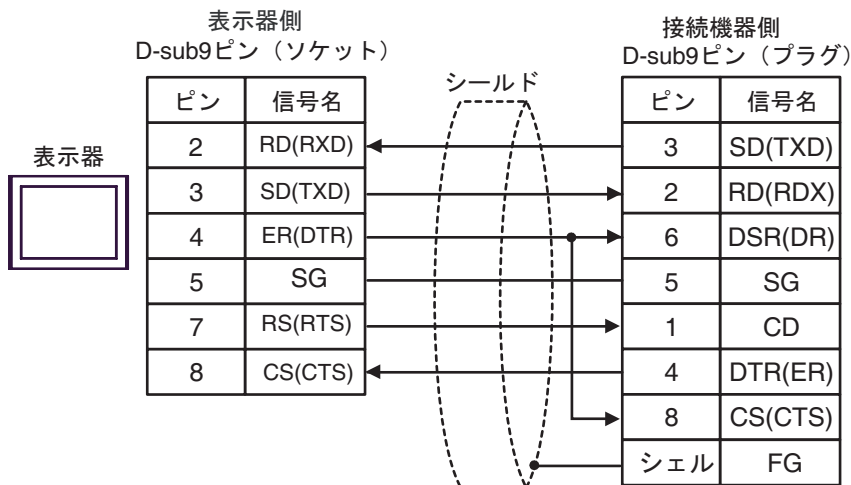 表示器側
D-sub9ピン（ソケット）
接続機器側
D-sub9ピン（プラグ）
シールド
表示器
ピン 信号名
2 RD(RXD)
3 SD(TXD)
4 ER(DTR)
5 SG
7 RS(RTS)
8 CS(CTS)
ピン 信号名
3 SD(TXD)
2 RD(RDX)
6 DSR(DR)
5 SG
1 CD
4 DTR(ER)
8 CS(CTS)
シェル FG